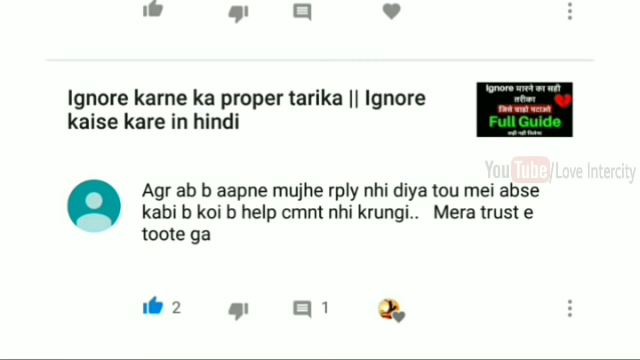 Ignore karne ka proper tarika || Ignore
kaise kare in hindi
Ignore मारने का सही
तरीका
जिसे चाहो पटाओ
Full Guide
YouTube/Love Intercity
Agr ab b aapne mujhe rply nhi diya tou mei abse
kabi b koi b help cmnt nhi krungi.. Mera trust e
toote ga
2
1